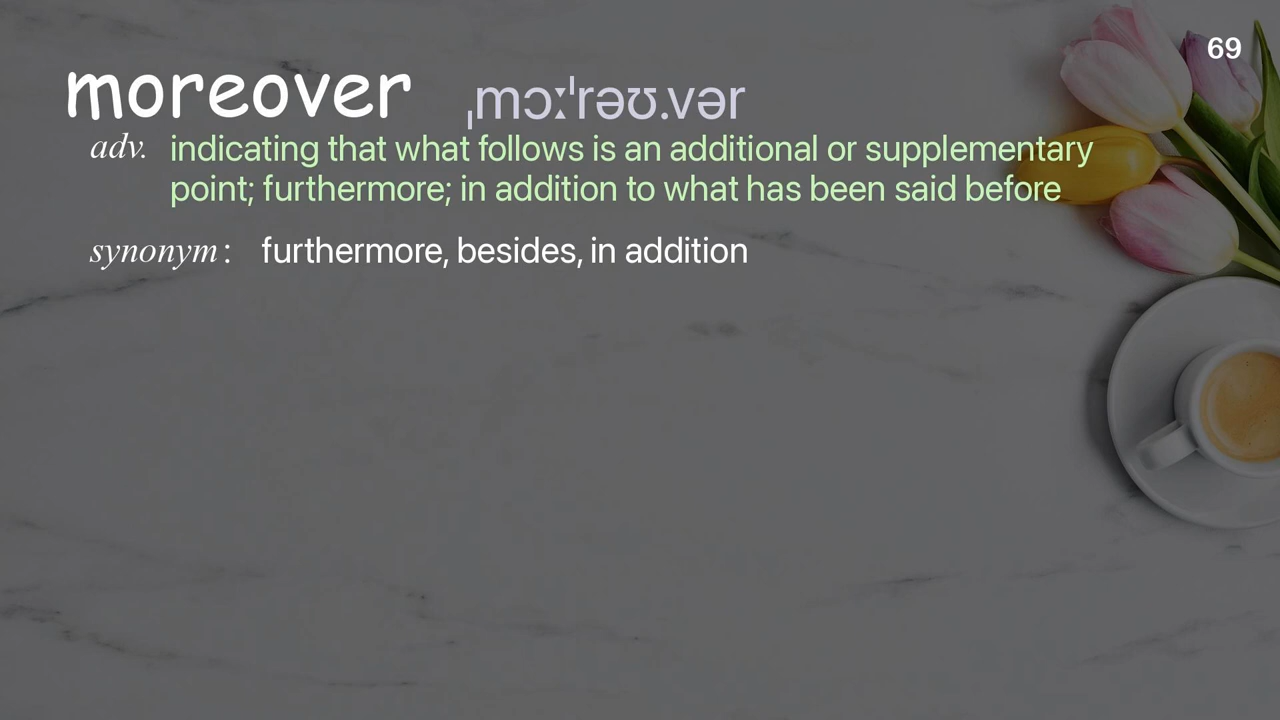 69
moreover ˌmɔːˈrəʊ.vər
adv. indicating that what follows is an additional or supplementary
point; furthermore; in addition to what has been said before
synonym : furthermore, besides, in addition